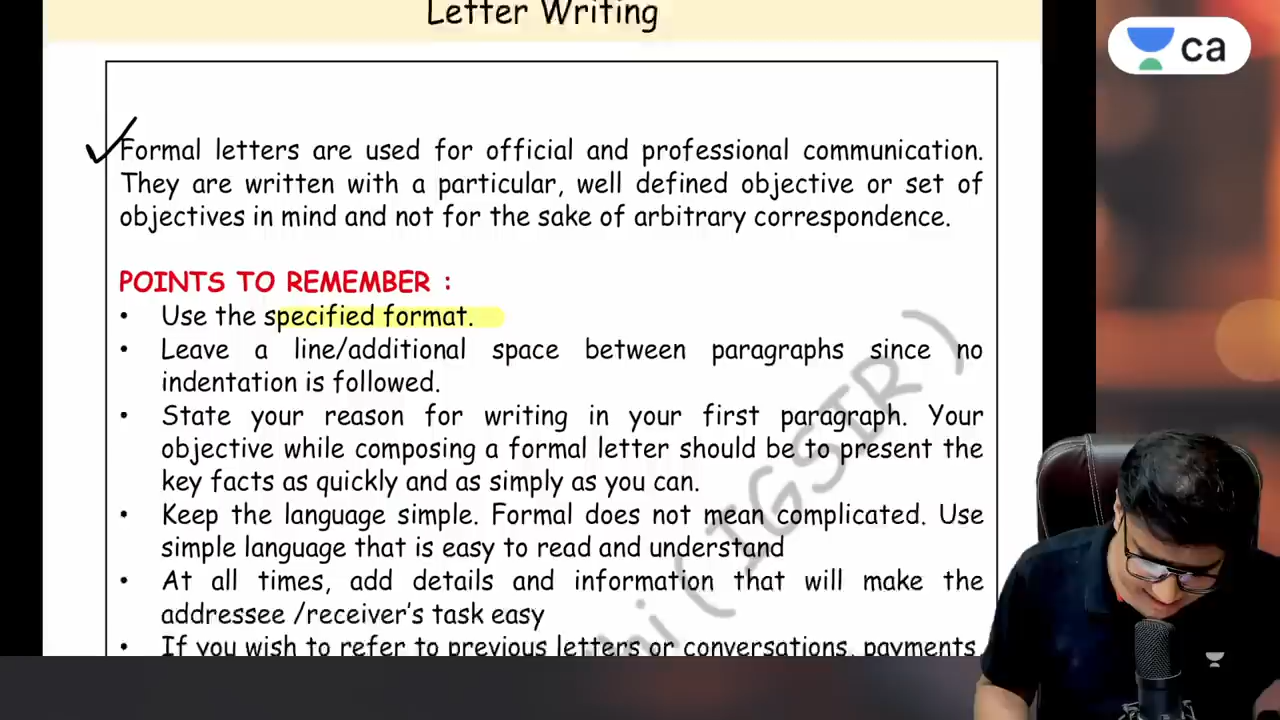 Letter Writing
ca
Formal letters are used for official and professional communication.
They are written with a particular, well defined objective or set of
objectives in mind and not for the sake of arbitrary correspondence.
POINTS TO REMEMBER :
• Use the specified format.
• Leave a line/additional space between paragraphs since no
indentation is followed.
• State your reason for writing in your first paragraph. Your
objective while composing a formal letter should be to present the
key facts as quickly and as simply as you can.
• Keep the language simple. Formal does not mean complicated. Use
simple language that is easy to read and understand
• At all times, add details and information that will make the
addressee /receiver's task easy
• If you wish to refer to previous letters or conversations, payments,
hi ( IGSIR )